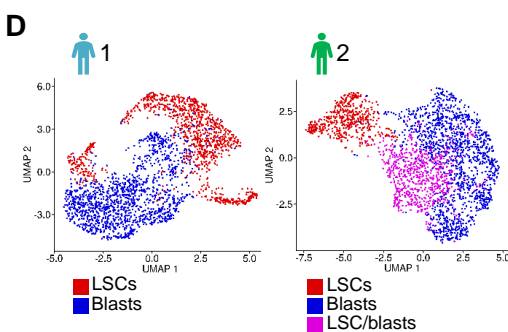 D
1
2
UMAP 2
6.0
3.0
0.0
-3.0
-5.0 -2.5 0.0 2.5 5.0
UMAP 1
LSCs
Blasts
UMAP 2
2.5
0.0
-2.5
-7.5 -5.0 -2.5 0.0 2.5 5.0
UMAP 1
LSCs
Blasts
LSC/blasts